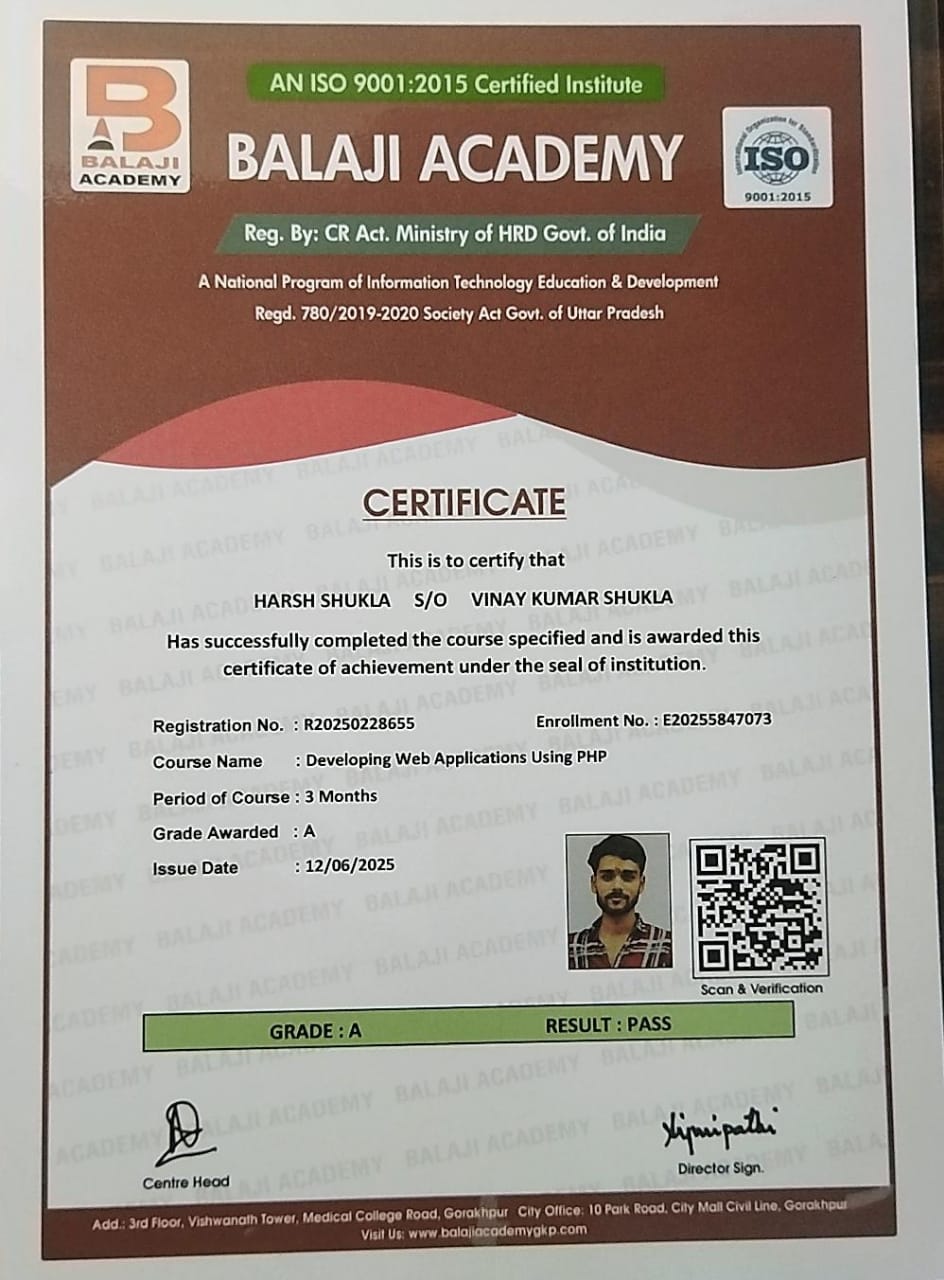 AN ISO 9001:2015 Certified Institute
BALAJI
ACADEMY
BALAJI ACADEMY
International Organization for Standardization
ISO
9001:2015
Reg. By: CR Act. Ministry of HRD Govt. of India
A National Program of Information Technology Education & Development
Regd. 780/2019-2020 Society Act Govt. of Uttar Pradesh
CERTIFICATE
This is to certify that
HARSH SHUKLA S/O VINAY KUMAR SHUKLA
Has successfully completed the course specified and is awarded this
certificate of achievement under the seal of institution.
Registration No. : R20250228655 Enrollment No. : E20255847073
Course Name : Developing Web Applications Using PHP
Period of Course : 3 Months
Grade Awarded : A
Issue Date : 12/06/2025
Scan & Verification
GRADE : A RESULT : PASS
Centre Head
Director Sign.
Add.: 3rd Floor, Vishwanath Tower, Medical College Road, Gorakhpur City Office: 10 Park Road, City Mall Civil Line, Gorakhpur
Visit Us: www.balajiacademygkp.com